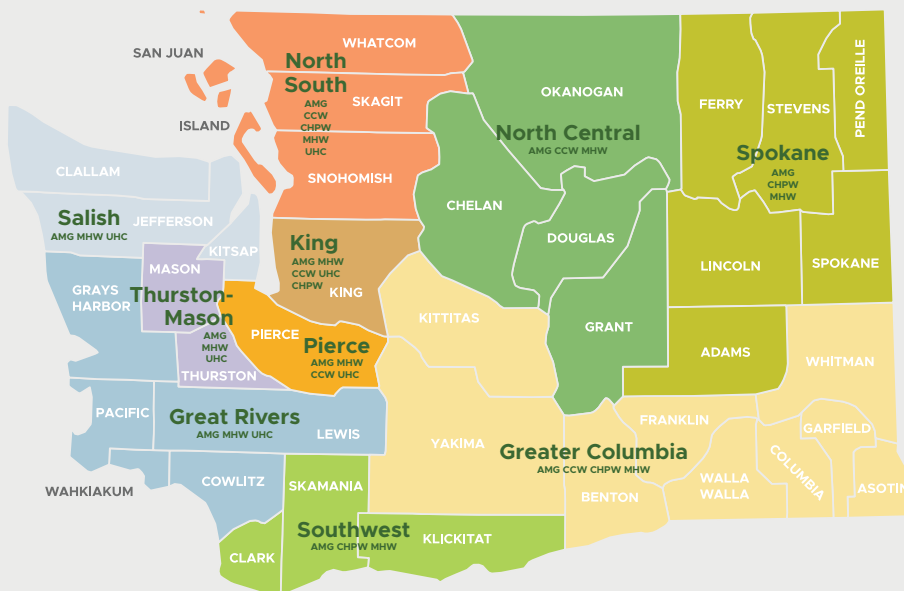 WHATCOM
SAN JUAN
North
South
SKAGIT
AMG
CCW
CHPW
MHW
UHC
ISLAND
SNOHOMISH
OKANOGAN
North Central
AMG CCW MHW
CHELAN
DOUGLAS
GRANT
FERRY
STEVENS
PEND OREILLE
Spokane
AMG
CHPW
MHW
LINCOLN
SPOKANE
ADAMS
CLALLAM
Salish
JEFFERSON
AMG MHW UHC
KITSAP
King
AMG MHW
CCW UHC
CHPW
KING
MASON
GRAYS
HARBOR
Thurston-
Mason
AMG
MHW
UHC
THURSTON
PIERCE
Pierce
AMG MHW
CCW UHC
KITTITAS
WHITMAN
PACIFIC
Great Rivers
AMG MHW UHC
LEWIS
YAKIMA
FRANKLIN
GARFIELD
Greater Columbia
AMG CCW CHPW MHW
BENTON
WALLA
WALLA
COLUMBIA
ASOTIN
WAHKIAKUM
COWLITZ
SKAMANIA
Southwest
AMG CHPW MHW
KLICKITAT
CLARK